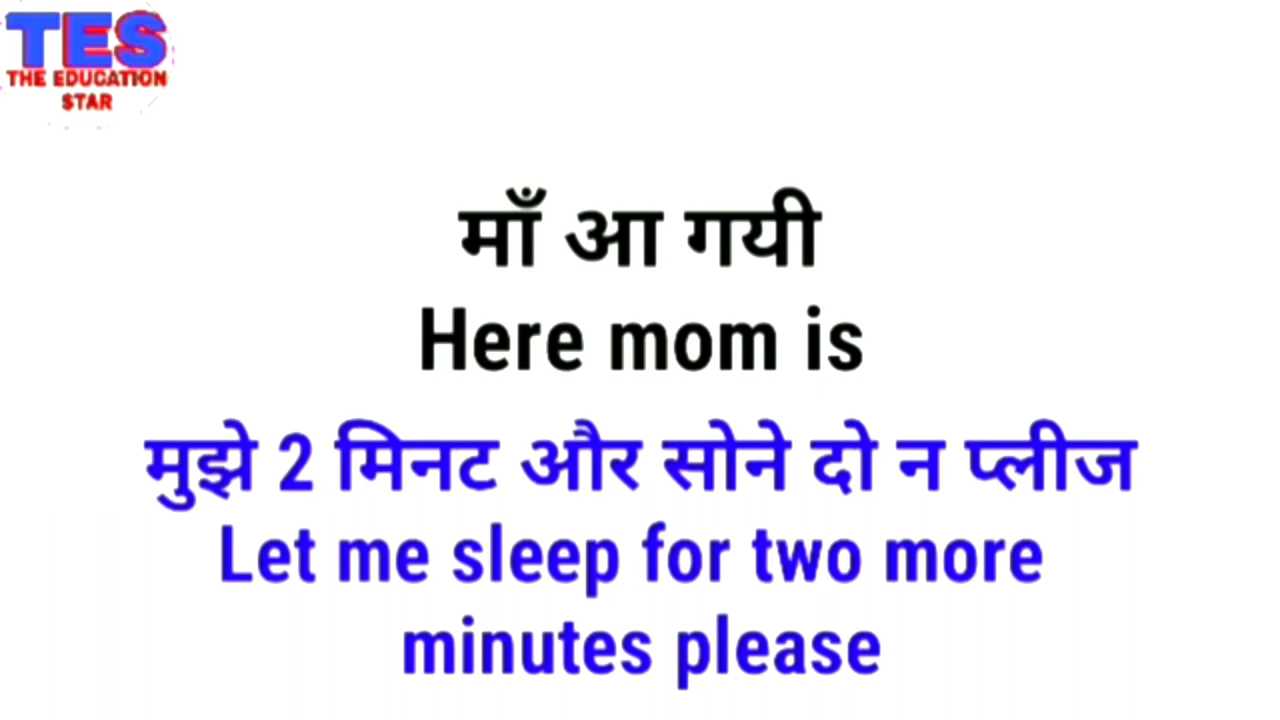 TES
THE EDUCATION
STAR
माँ आ गयी
Here mom is
मुझे 2 मिनट और सोने दो न प्लीज
Let me sleep for two more
minutes please